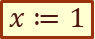 x := 1